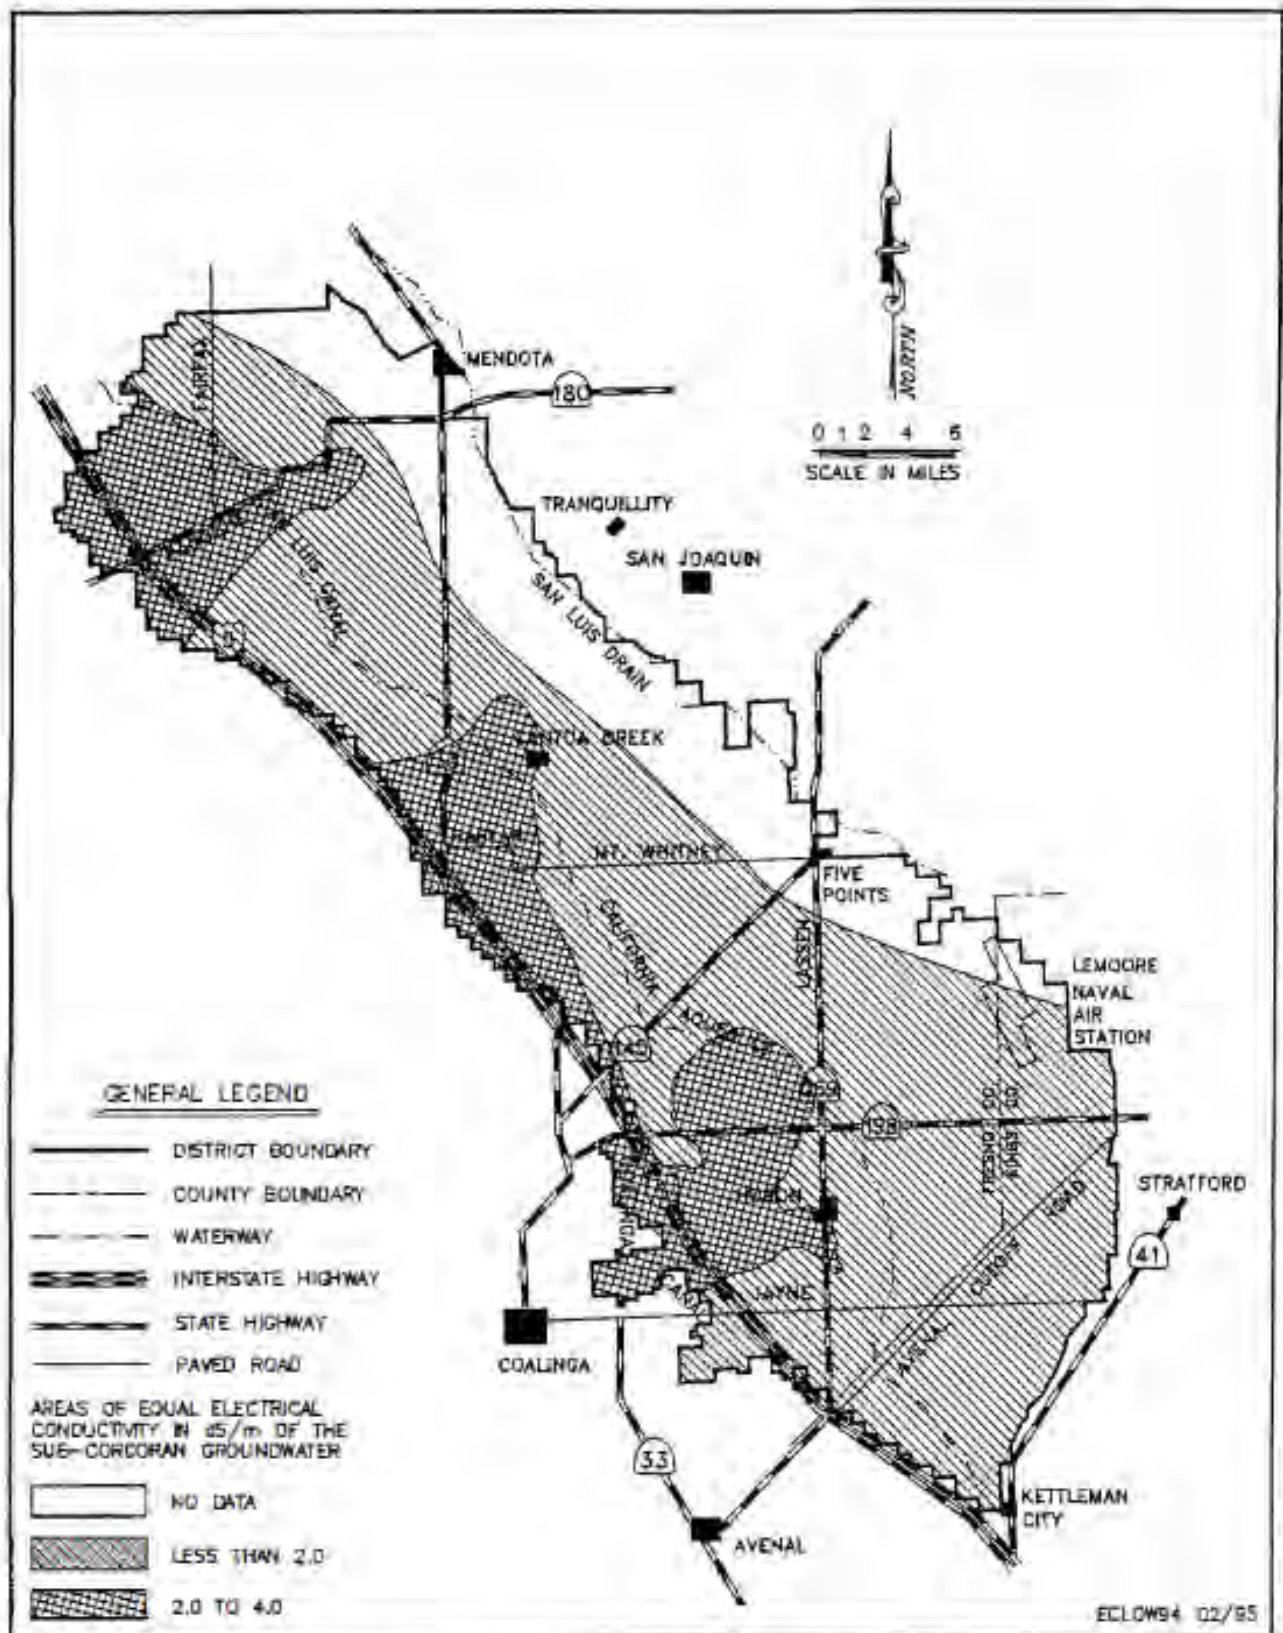 NORTH
0 1 2 4 6
SCALE IN MILES
FAIRFAX
MENDOTA
180
TRANQUILLITY
SAN JOAQUIN
LUIS CANAL
SAN LUIS DRAIN
5
CREEK
MT. WHITNEY
FIVE
POINTS
CALIFORNIA
LASSEN
LEMOORE
NAVAL
AIR
STATION
145
269
198
FRESNO CO
KINGS CO
HURON
STRATFORD
41
ROAD
CUTOFF
AVENAL
JAYNE
COALINGA
33
AVENAL
KETTLEMAN
CITY
GENERAL LEGEND
DISTRICT BOUNDARY
COUNTY BOUNDARY
WATERWAY
INTERSTATE HIGHWAY
STATE HIGHWAY
PAVED ROAD
AREAS OF EQUAL ELECTRICAL
CONDUCTIVITY IN dS/m OF THE
SUB-CORCORAN GROUNDWATER
NO DATA
LESS THAN 2.0
2.0 TO 4.0
ECLOW94 02/95